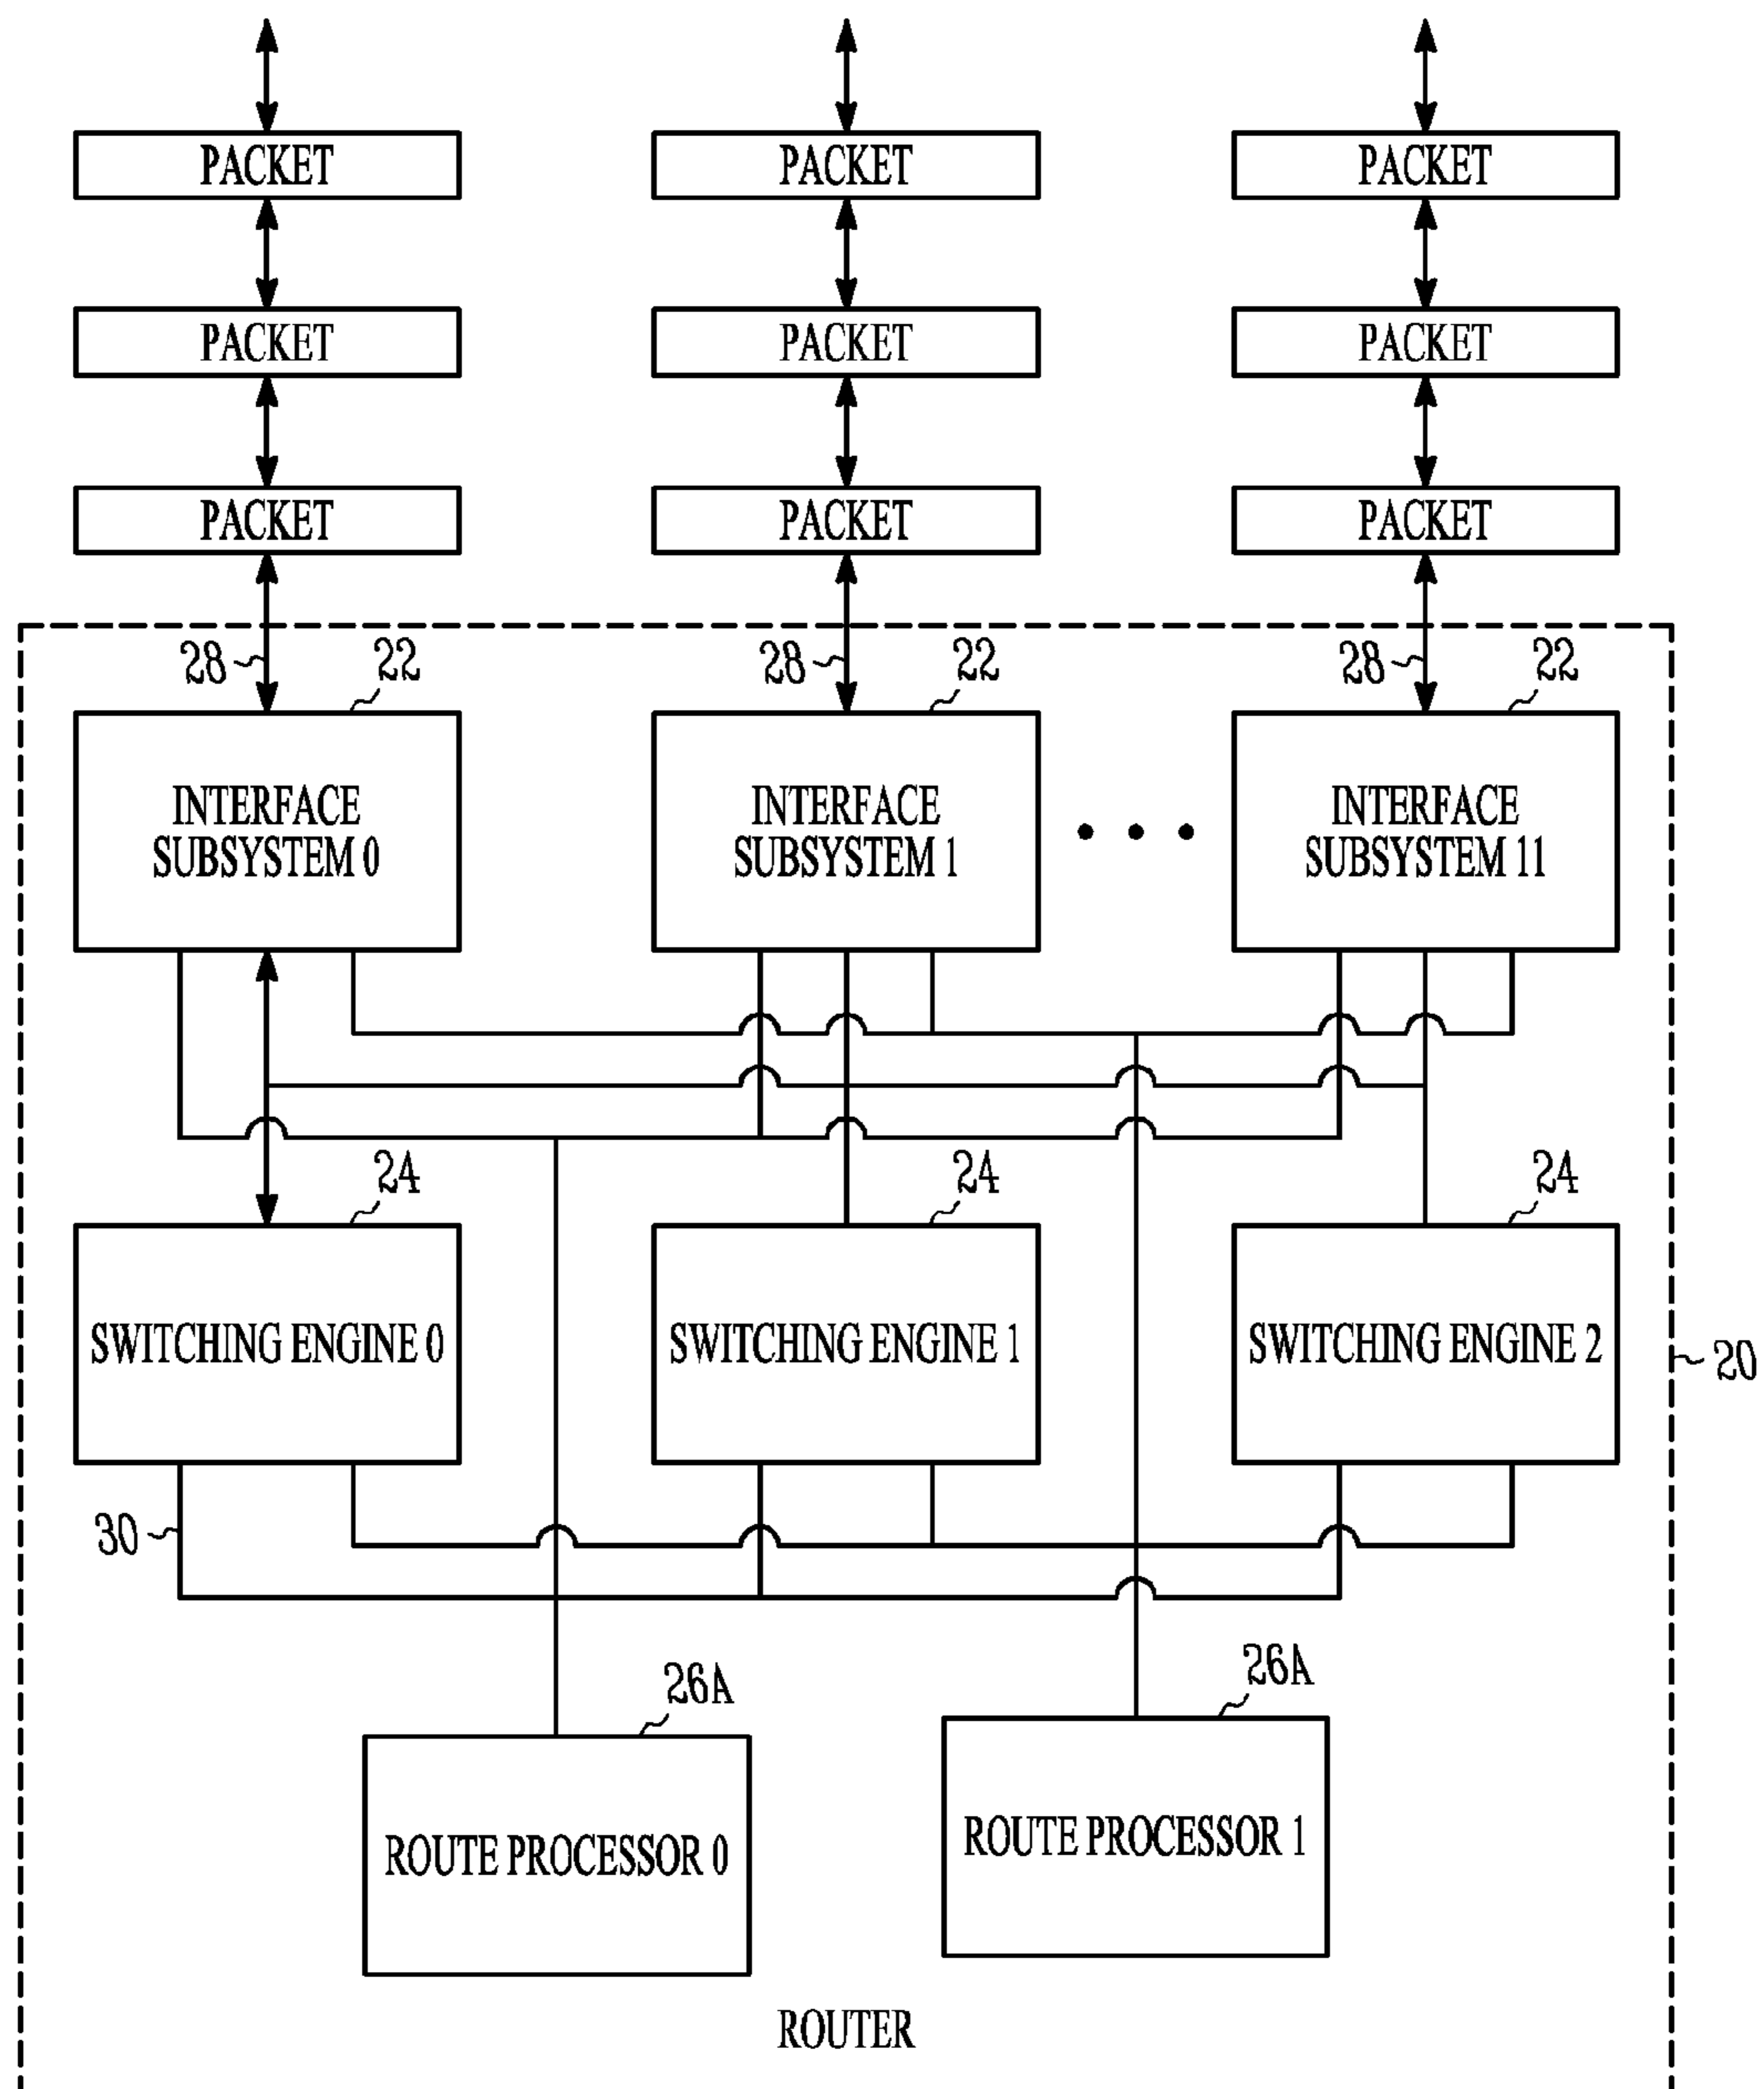 PACKET PACKET PACKET
PACKET PACKET PACKET
PACKET PACKET PACKET
28 22 28 22 28 22
INTERFACE SUBSYSTEM 0
INTERFACE SUBSYSTEM 1
INTERFACE SUBSYSTEM 11
24 24 24
SWITCHING ENGINE 0 SWITCHING ENGINE 1 SWITCHING ENGINE 2
20
30
26A 26A
ROUTE PROCESSOR 0 ROUTE PROCESSOR 1
ROUTER